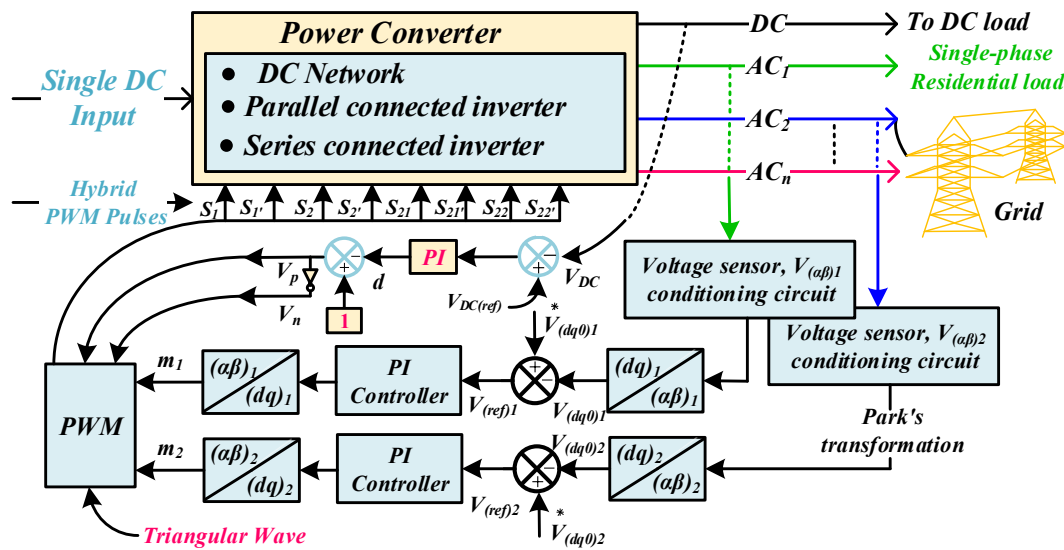 Power Converter
DC Network
Parallel connected inverter
Series connected inverter
Single DC
Input
Hybrid
PWM Pulses
S1 S1' S2 S2' S21 S21' S22 S22'
DC
To DC load
AC1
Single-phase
Residential load
AC2
ACn
Grid
Vp
Vn
d
PI
1
VDC
VDC(ref)
V*(dq0)1
Voltage sensor, V(αβ)1
conditioning circuit
Voltage sensor, V(αβ)2
conditioning circuit
PWM
m1
(αβ)1
(dq)1
PI
Controller
V(ref)1
V(dq0)1
(dq)1
(αβ)1
Park's
transformation
m2
(αβ)2
(dq)2
PI
Controller
V(ref)2
V(dq0)2
(dq)2
(αβ)2
V*(dq0)2
Triangular Wave